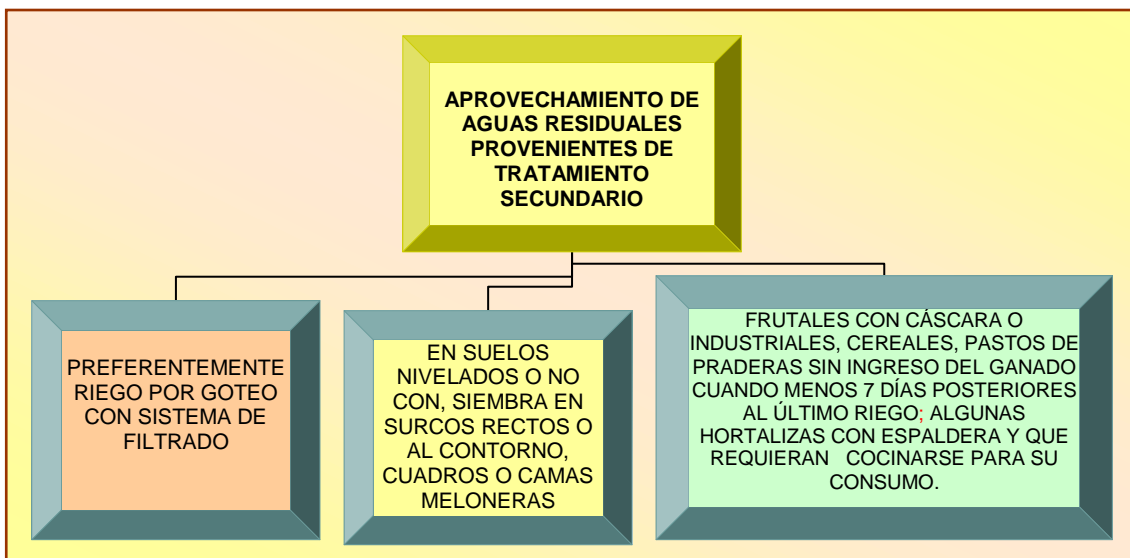 APROVECHAMIENTO DE
AGUAS RESIDUALES
PROVENIENTES DE
TRATAMIENTO
SECUNDARIO
PREFERENTEMENTE
RIEGO POR GOTEO
CON SISTEMA DE
FILTRADO
EN SUELOS
NIVELADOS O NO
CON, SIEMBRA EN
SURCOS RECTOS O
AL CONTORNO,
CUADROS O CAMAS
MELONERAS
FRUTALES CON CÁSCARA O
INDUSTRIALES, CEREALES, PASTOS DE
PRADERAS SIN INGRESO DEL GANADO
CUANDO MENOS 7 DÍAS POSTERIORES
AL ÚLTIMO RIEGO; ALGUNAS
HORTALIZAS CON ESPALDERA Y QUE
REQUIERAN COCINARSE PARA SU
CONSUMO.